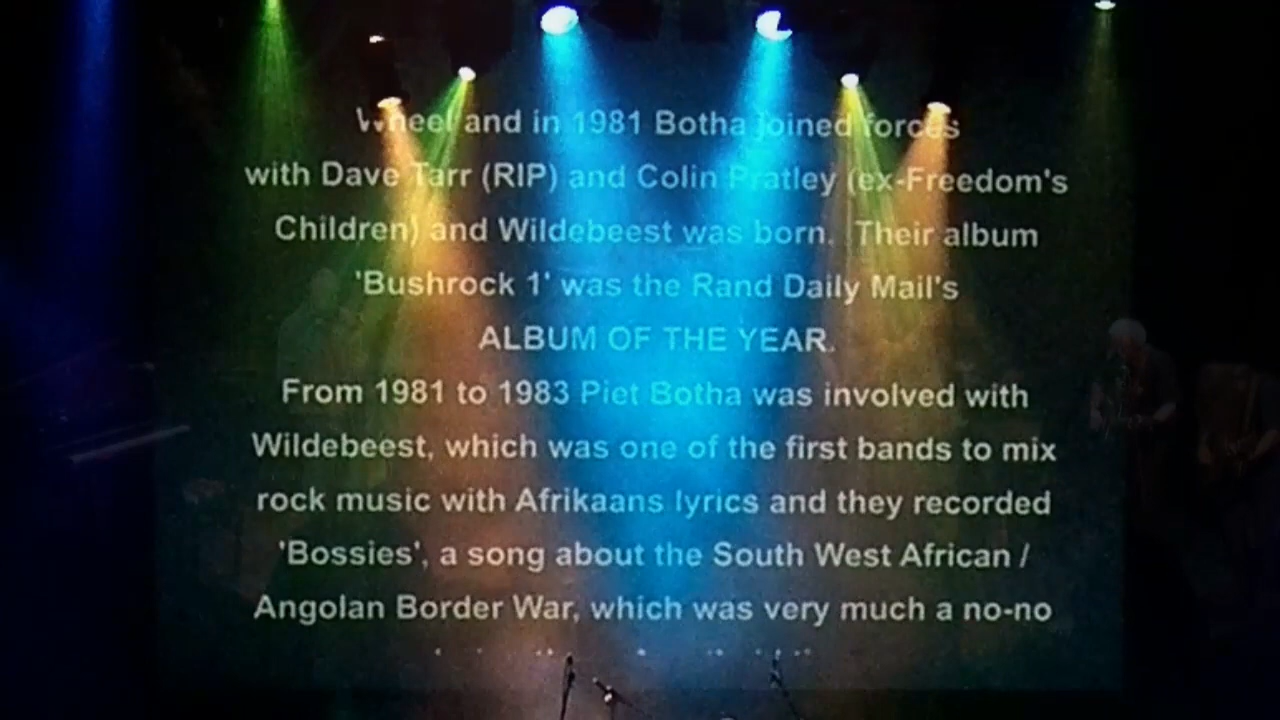 Wheel and in 1981 Botha joined forces
with Dave Tarr (RIP) and Colin Pratley (ex-Freedom's
Children) and Wildebeest was born. Their album
'Bushrock 1' was the Rand Daily Mail's
ALBUM OF THE YEAR.
From 1981 to 1983 Piet Botha was involved with
Wildebeest, which was one of the first bands to mix
rock music with Afrikaans lyrics and they recorded
'Bossies', a song about the South West African /
Angolan Border War, which was very much a no-no